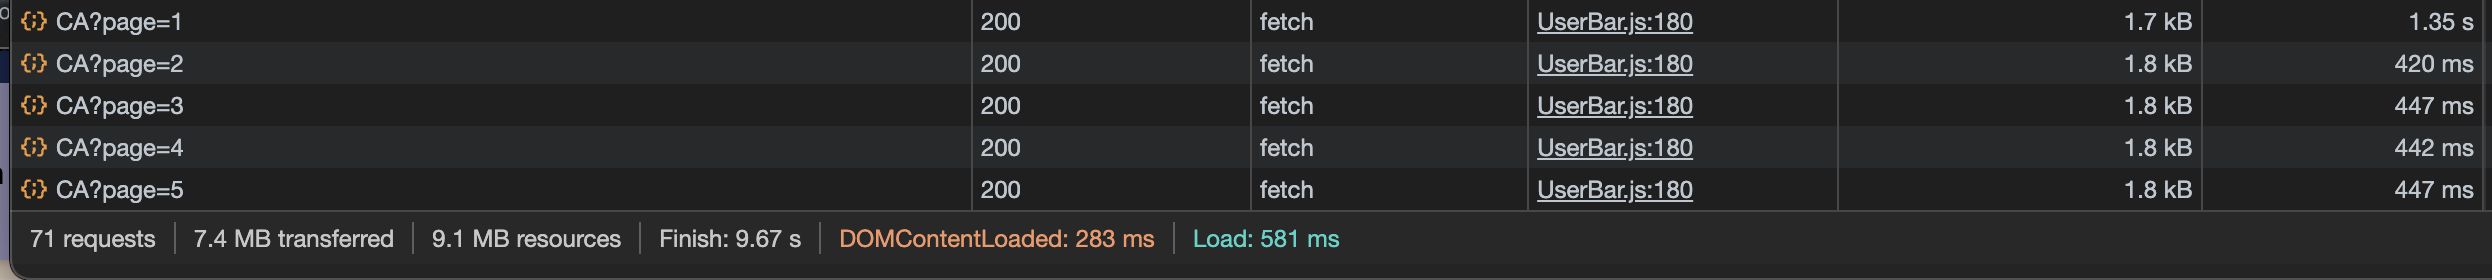 CA?page=1 200 fetch UserBar.js:180 1.7 kB 1.35 s
CA?page=2 200 fetch UserBar.js:180 1.8 kB 420 ms
CA?page=3 200 fetch UserBar.js:180 1.8 kB 447 ms
CA?page=4 200 fetch UserBar.js:180 1.8 kB 442 ms
CA?page=5 200 fetch UserBar.js:180 1.8 kB 447 ms
71 requests 7.4 MB transferred 9.1 MB resources Finish: 9.67 s DOMContentLoaded: 283 ms Load: 581 ms